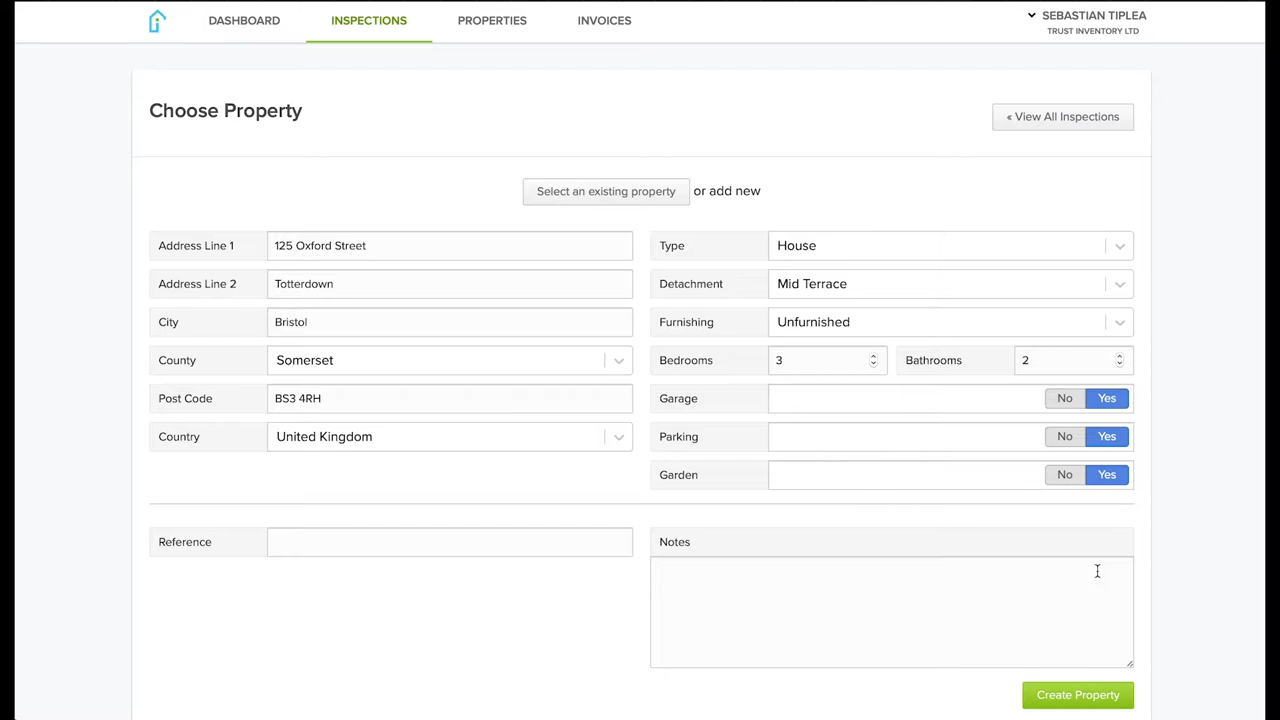 DASHBOARD INSPECTIONS PROPERTIES INVOICES SEBASTIAN TIPLEA
TRUST INVENTORY LTD
Choose Property
« View All Inspections
Select an existing property or add new
Address Line 1 125 Oxford Street
Address Line 2 Totterdown
City Bristol
County Somerset
Post Code BS3 4RH
Country United Kingdom
Type House
Detachment Mid Terrace
Furnishing Unfurnished
Bedrooms 3 Bathrooms 2
Garage No Yes
Parking No Yes
Garden No Yes
Reference
Notes
Create Property